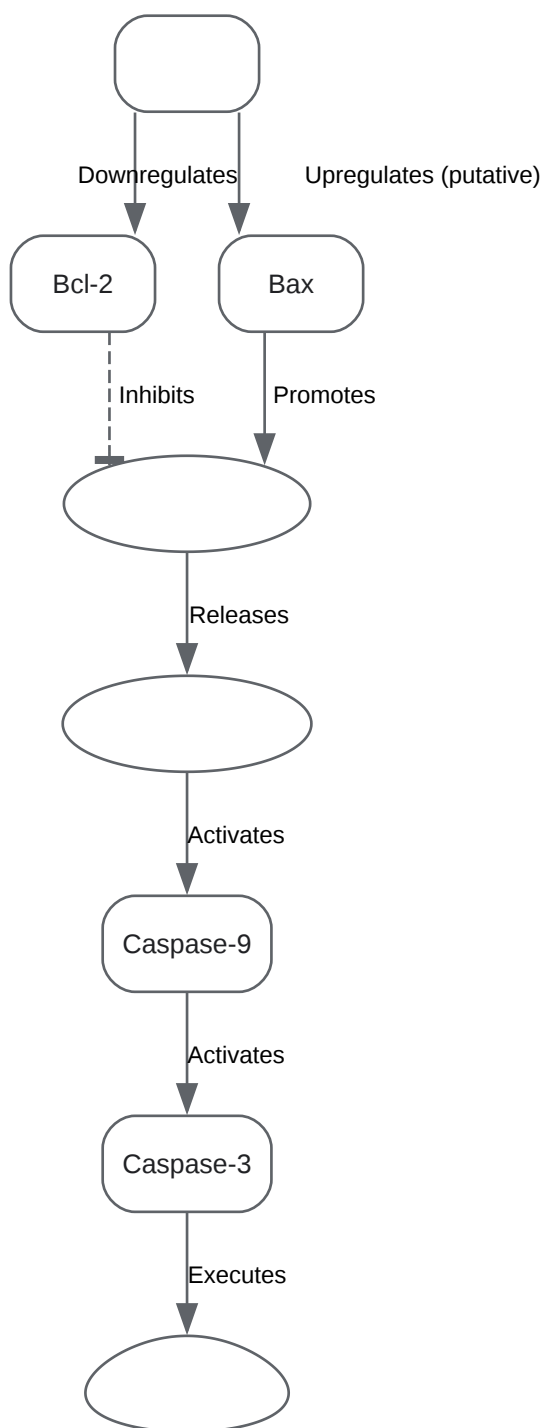 Downregulates
Upregulates (putative)
Bcl-2
Bax
Inhibits
Promotes
Releases
Activates
Caspase-9
Activates
Caspase-3
Executes